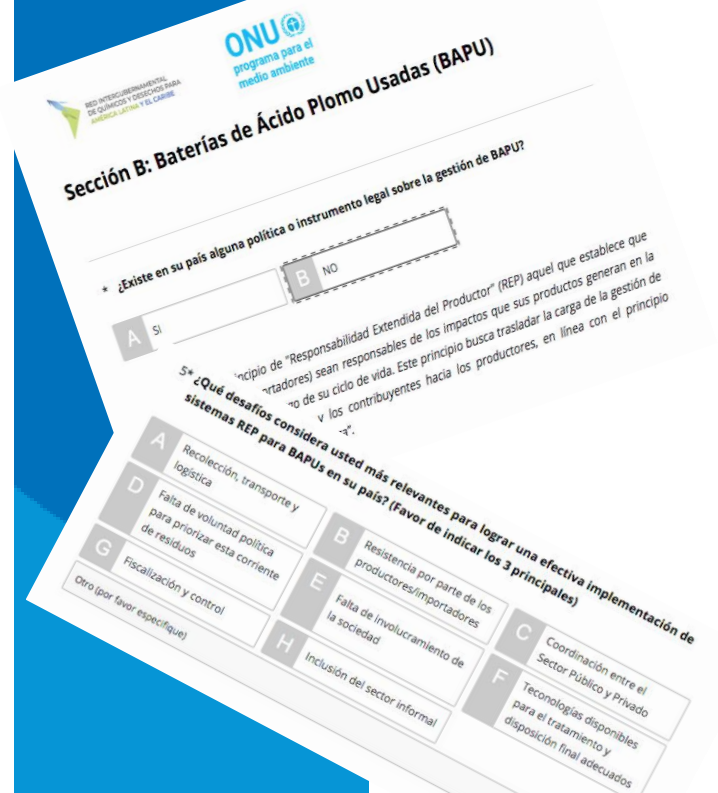 ONU
programa para el
medio ambiente
RED INTERGUBERNAMENTAL
DE QUÍMICOS Y DESECHOS PARA
AMÉRICA LATINA Y EL CARIBE
Sección B: Baterías de Ácido Plomo Usadas (BAPU)
* ¿Existe en su país alguna política o instrumento legal sobre la gestión de BAPU?
A SI
B NO
de "Responsabilidad Extendida del Productor" (REP) aquel que establece que
sean responsables de los impactos que sus productos generan en la
de su ciclo de vida. Este principio busca trasladar la carga de la gestión de
y los contribuyentes hacia los productores, en línea con el principio
5* ¿Qué desafíos considera usted más relevantes para lograr una efectiva implementación de
sistemas REP para BAPUs en su país? (Favor de indicar los 3 principales)
A Recolección, transporte y
logística
B Resistencia por parte de los
productores/importadores
C Coordinación entre el
Sector Público y Privado
D Falta de voluntad política
para priorizar esta corriente
de residuos
E Falta de involucramiento de
la sociedad
F Teconologías disponibles
para el tratamiento y
disposición final adecuados
G Fiscalización y control
H Inclusión del sector informal
Otro (por favor especifique)